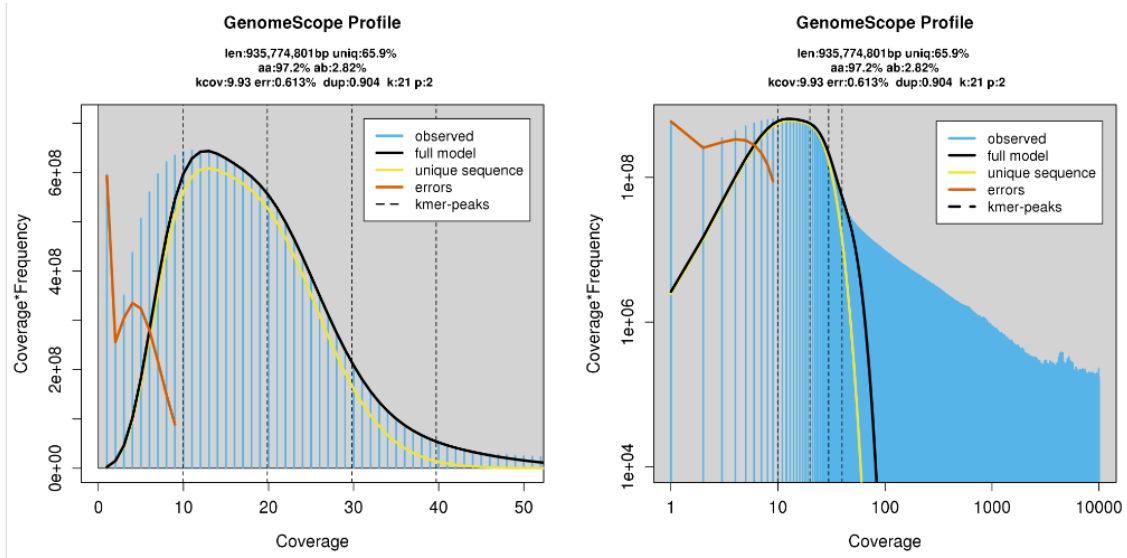 GenomeScope Profile
len:935,774,801bp uniq:65.9%
aa:97.2% ab:2.82%
kcov:9.93 err:0.613% dup:0.904 k:21 p:2
observed
full model
unique sequence
errors
kmer-peaks
Coverage*Frequency
0e+00
2e+08
4e+08
6e+08
0
10
20
30
40
50
Coverage
GenomeScope Profile
len:935,774,801bp uniq:65.9%
aa:97.2% ab:2.82%
kcov:9.93 err:0.613% dup:0.904 k:21 p:2
observed
full model
unique sequence
errors
kmer-peaks
Coverage*Frequency
1e+04
1e+06
1e+08
1
10
100
1000
10000
Coverage